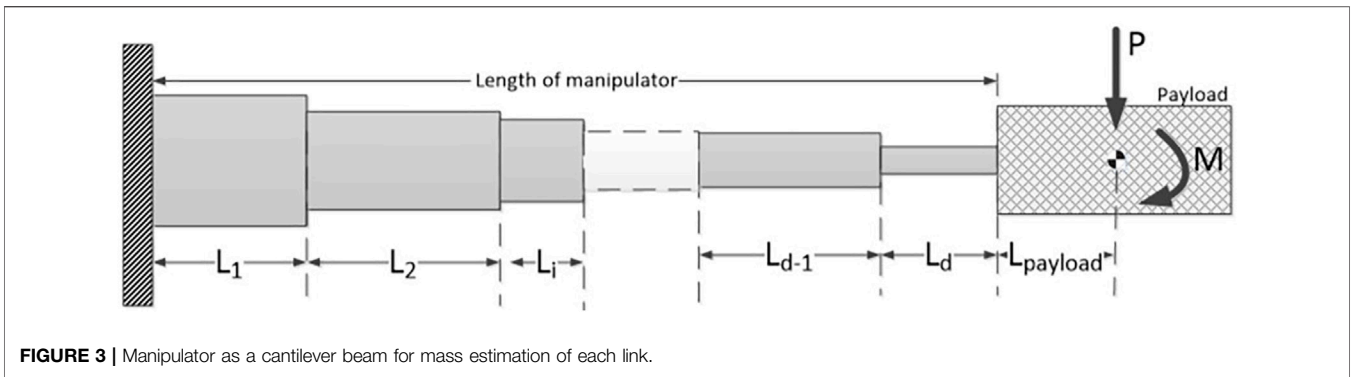 P
Length of manipulator
Payload
M
L1
L2
Li
Ld-1
Ld
Lpayload
FIGURE 3 | Manipulator as a cantilever beam for mass estimation of each link.